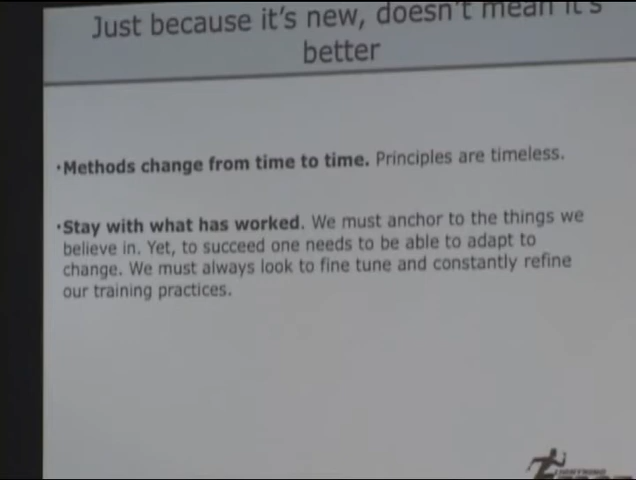 Just because it's new, doesn't mean it's
better
•Methods change from time to time. Principles are timeless.
•Stay with what has worked. We must anchor to the things we
believe in. Yet, to succeed one needs to be able to adapt to
change. We must always look to fine tune and constantly refine
our training practices.
LIGHTNING